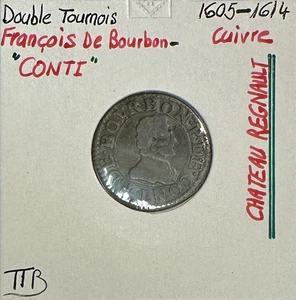 Double Tournois
1605-1614
François De Bourbon-
Cuivre
"CONTI"
CHATEAU REGNAULT
TTB